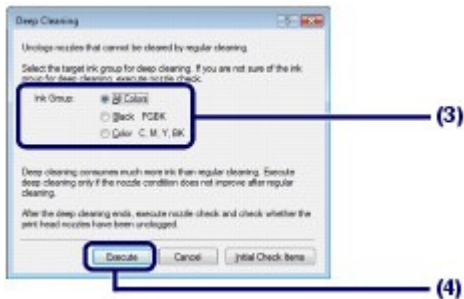 Deep Cleaning
Unclogs nozzles that cannot be cleared by regular cleaning.
Select the target ink group for deep cleaning. If you are not sure of the ink
group for deep cleaning, execute nozzle check.
Ink Group: All Colors
Black PGBK
Color C, M, Y, BK
(3)
Deep cleaning consumes much more ink than regular cleaning. Execute
deep cleaning only if the nozzle condition does not improve after regular
cleaning.
After the deep cleaning ends, execute nozzle check and check whether the
print head nozzles have been unclogged.
Execute Cancel Initial Check Items
(4)